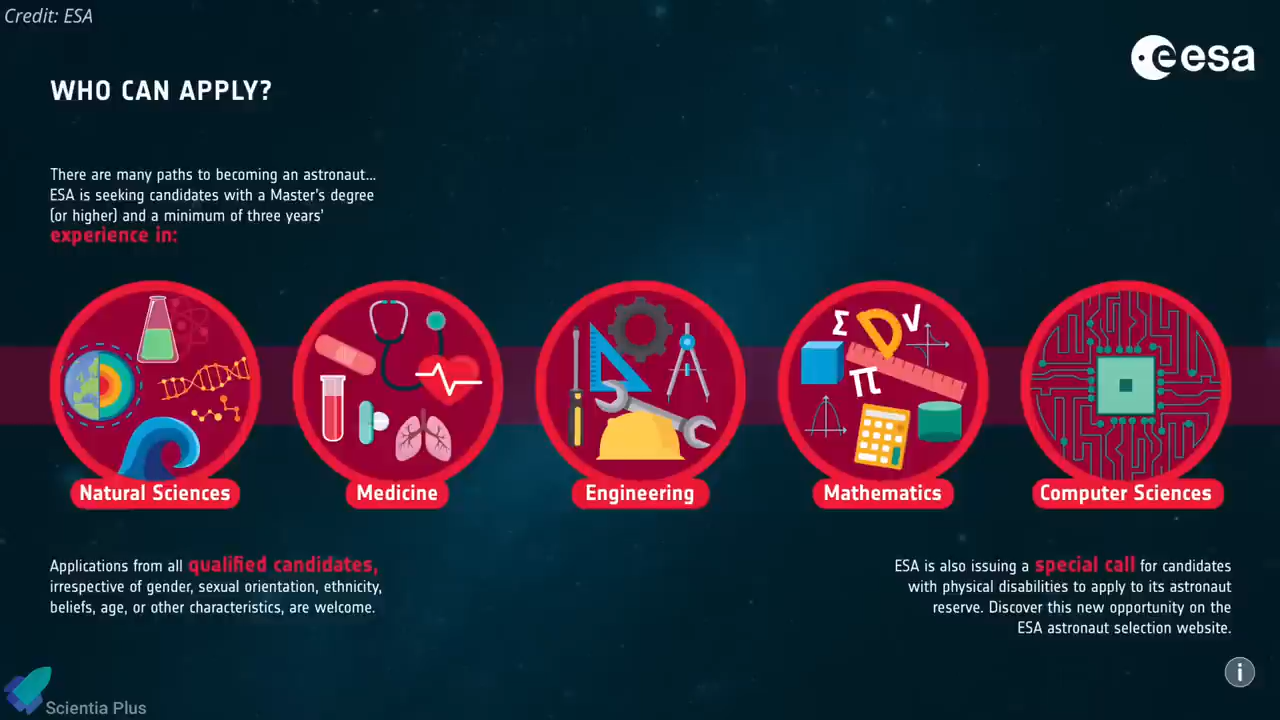 Credit: ESA
esa
WHO CAN APPLY?
There are many paths to becoming an astronaut...
ESA is seeking candidates with a Master's degree
(or higher) and a minimum of three years'
experience in:
Σ
√
π
Natural Sciences
Medicine
Engineering
Mathematics
Computer Sciences
Applications from all qualified candidates,
irrespective of gender, sexual orientation, ethnicity,
beliefs, age, or other characteristics, are welcome.
ESA is also issuing a special call for candidates
with physical disabilities to apply to its astronaut
reserve. Discover this new opportunity on the
ESA astronaut selection website.
i
Scientia Plus